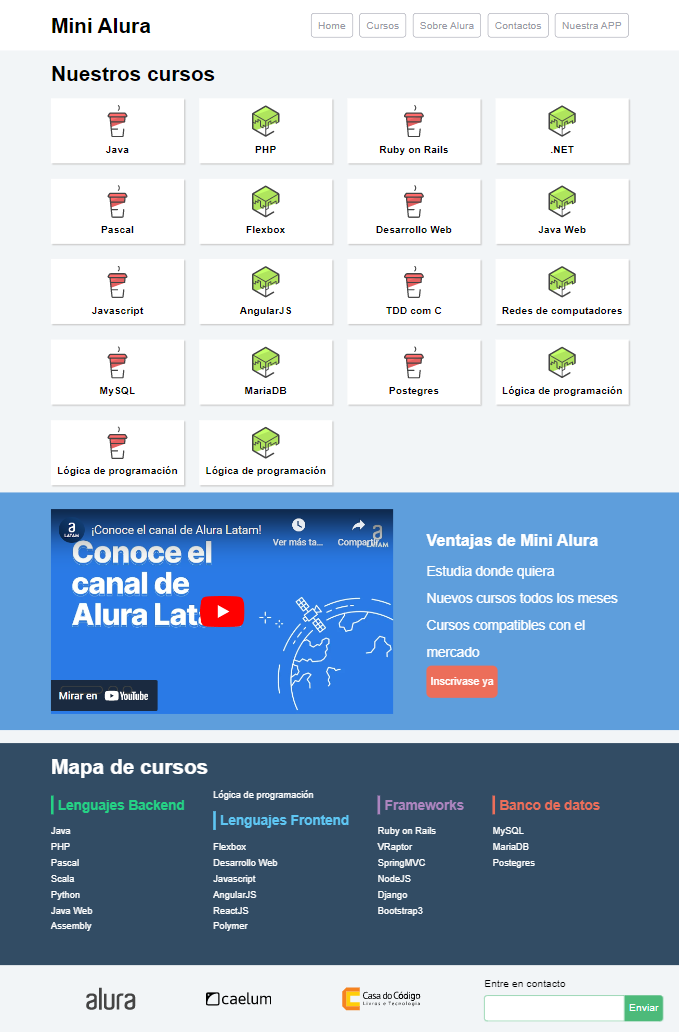 Mini Alura
Home
Cursos
Sobre Alura
Contactos
Nuestra APP
Nuestros cursos
Java
PHP
Ruby on Rails
.NET
Pascal
Flexbox
Desarrollo Web
Java Web
Javascript
AngularJS
TDD com C
Redes de computadores
MySQL
MariaDB
Postegres
Lógica de programación
Lógica de programación
Lógica de programación
a LATAM
¡Conoce el canal de Alura Latam!
Ver más ta...
Compartir
a LATAM
Conoce el
canal de
Alura Lat
Mirar en YouTube
Ventajas de Mini Alura
Estudia donde quiera
Nuevos cursos todos los meses
Cursos compatibles con el
mercado
Inscrivase ya
Mapa de cursos
Lenguajes Backend
Java
PHP
Pascal
Scala
Python
Java Web
Assembly
Lógica de programación
Lenguajes Frontend
Flexbox
Desarrollo Web
Javascript
AngularJS
ReactJS
Polymer
Frameworks
Ruby on Rails
VRaptor
SpringMVC
NodeJS
Django
Bootstrap3
Banco de datos
MySQL
MariaDB
Postegres
alura
caelum
Casa do Código
Livros e Tecnologia
Entre en contacto
Enviar